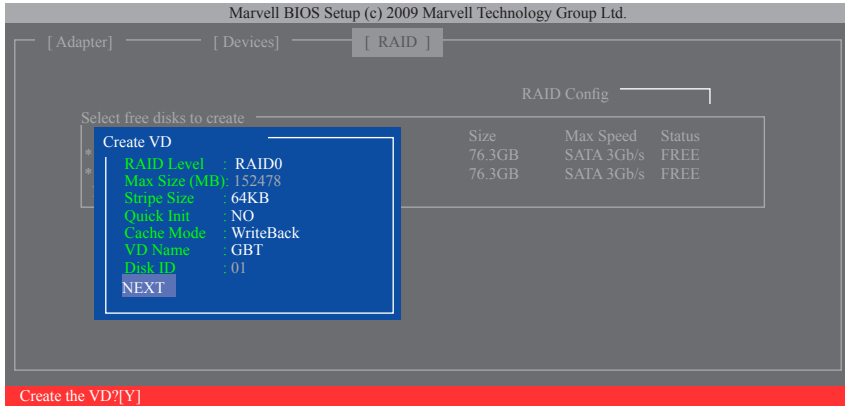 Marvell BIOS Setup (c) 2009 Marvell Technology Group Ltd.
[ Adapter] [ Devices] [ RAID ]
RAID Config
Select free disks to create
Size Max Speed Status
* 76.3GB SATA 3Gb/s FREE
* 76.3GB SATA 3Gb/s FREE
Create VD
RAID Level : RAID0
Max Size (MB): 152478
Stripe Size : 64KB
Quick Init : NO
Cache Mode : WriteBack
VD Name : GBT
Disk ID : 01
NEXT
Create the VD?[Y]